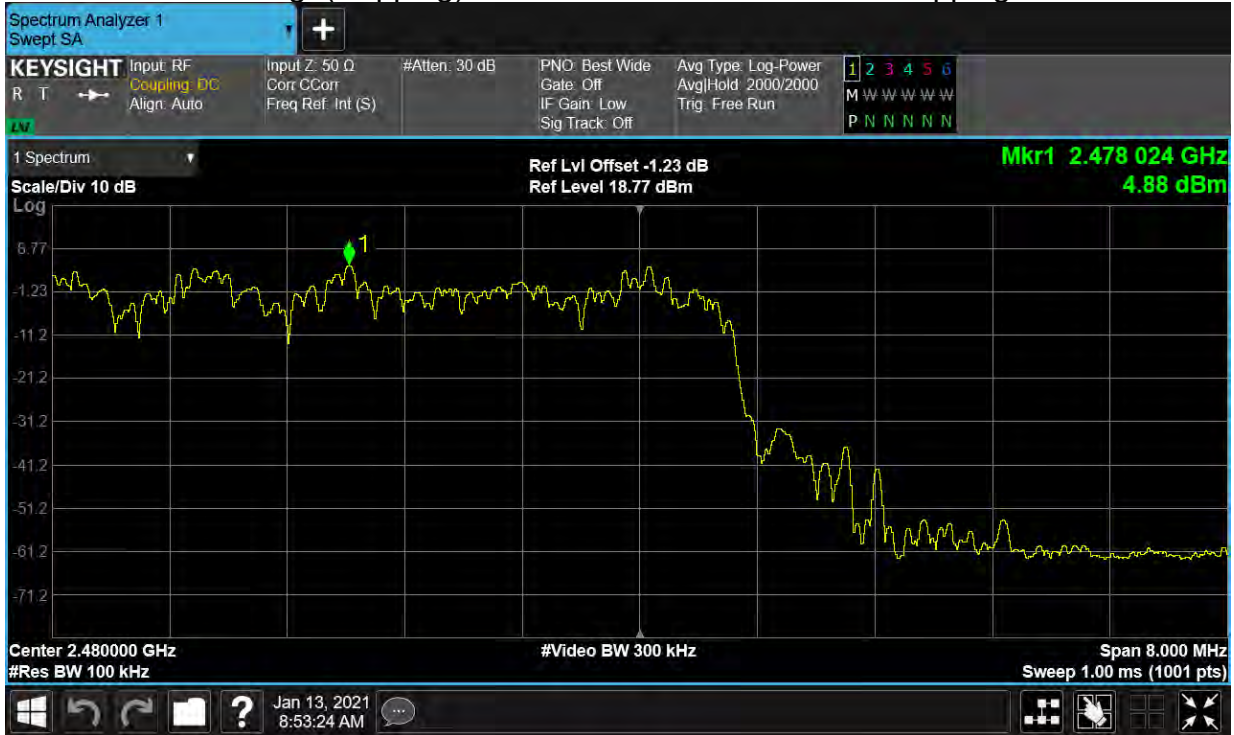 Spectrum Analyzer 1
Swept SA
+
KEYSIGHT
R T
LXI
Input: RF
Coupling: DC
Align: Auto
Input Z: 50 Ω
Corr CCorr
Freq Ref: Int (S)
#Atten: 30 dB
PNO: Best Wide
Gate: Off
IF Gain: Low
Sig Track: Off
Avg Type: Log-Power
Avg|Hold: 2000/2000
Trig: Free Run
1 2 3 4 5 6
M W W W W W
P N N N N N
1 Spectrum
Scale/Div 10 dB
Log
Ref Lvl Offset -1.23 dB
Ref Level 18.77 dBm
Mkr1 2.478 024 GHz
4.88 dBm
1
-1.23
-11.2
-21.2
-31.2
-41.2
-51.2
-61.2
-71.2
Center 2.480000 GHz
#Res BW 100 kHz
#Video BW 300 kHz
Span 8.000 MHz
Sweep 1.00 ms (1001 pts)
?
Jan 13, 2021
8:53:24 AM